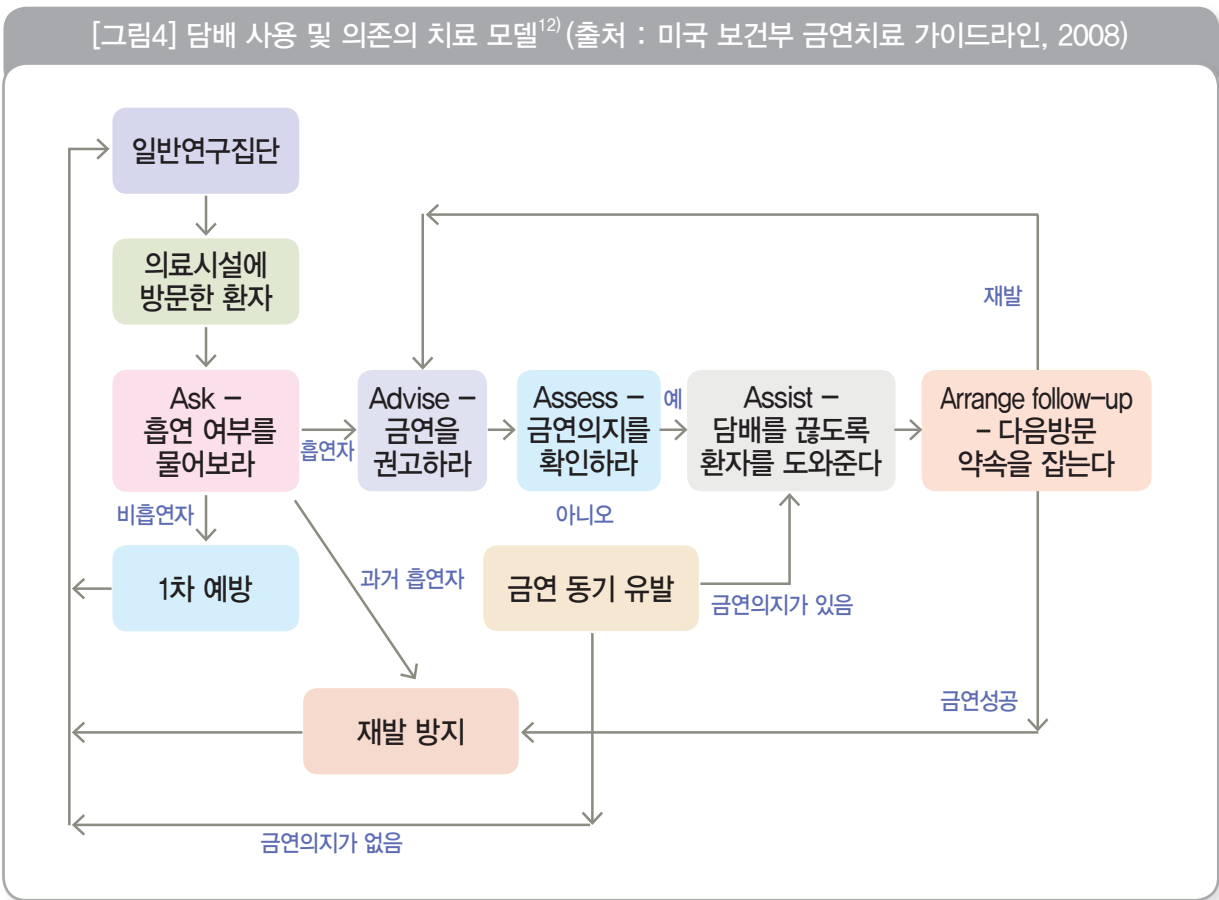 [그림4] 담배 사용 및 의존의 치료 모델12) (출처 : 미국 보건부 금연치료 가이드라인, 2008)
일반연구집단
의료시설에
방문한 환자
재발
Ask –
흡연 여부를
물어보라
흡연자
Advise –
금연을
권고하라
Assess –
금연의지를
확인하라
예
Assist –
담배를 끊도록
환자를 도와준다
Arrange follow-up
– 다음방문
약속을 잡는다
비흡연자
아니오
1차 예방
과거 흡연자
금연 동기 유발
금연의지가 있음
재발 방지
금연성공
금연의지가 없음